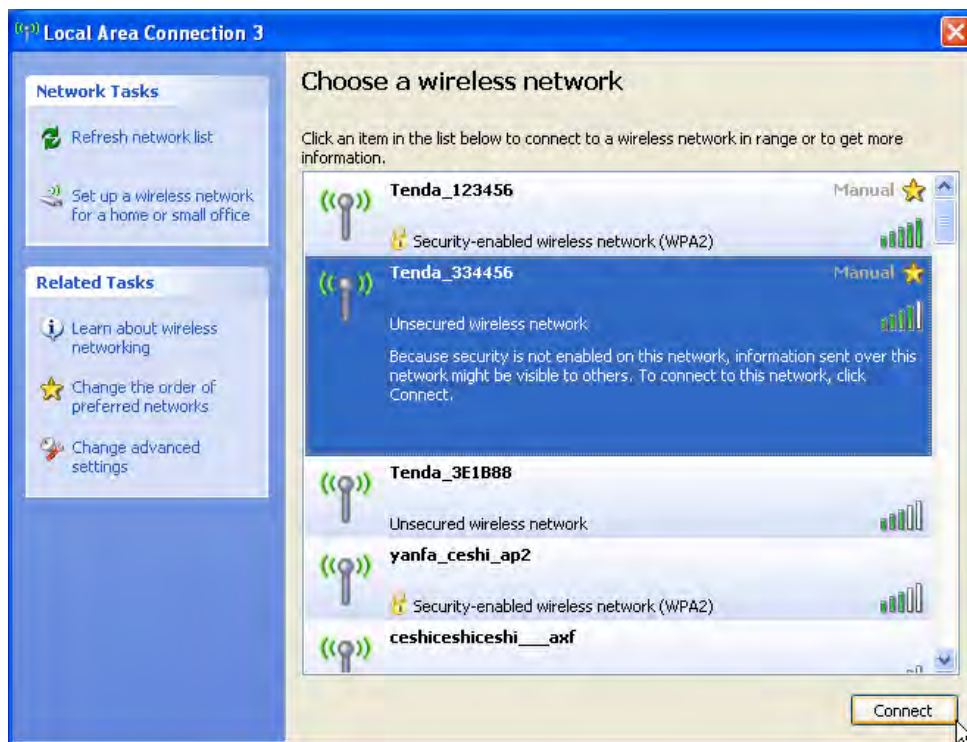 Local Area Connection 3
Network Tasks
Refresh network list
Set up a wireless network
for a home or small office
Related Tasks
Learn about wireless
networking
Change the order of
preferred networks
Change advanced
settings
Choose a wireless network
Click an item in the list below to connect to a wireless network in range or to get more
information.
Tenda_123456 Manual
Security-enabled wireless network (WPA2)
Tenda_334456 Manual
Unsecured wireless network
Because security is not enabled on this network, information sent over this
network might be visible to others. To connect to this network, click
Connect.
Tenda_3E1B88
Unsecured wireless network
yanfa_ceshi_ap2
Security-enabled wireless network (WPA2)
ceshiceshiceshi___axf
Connect